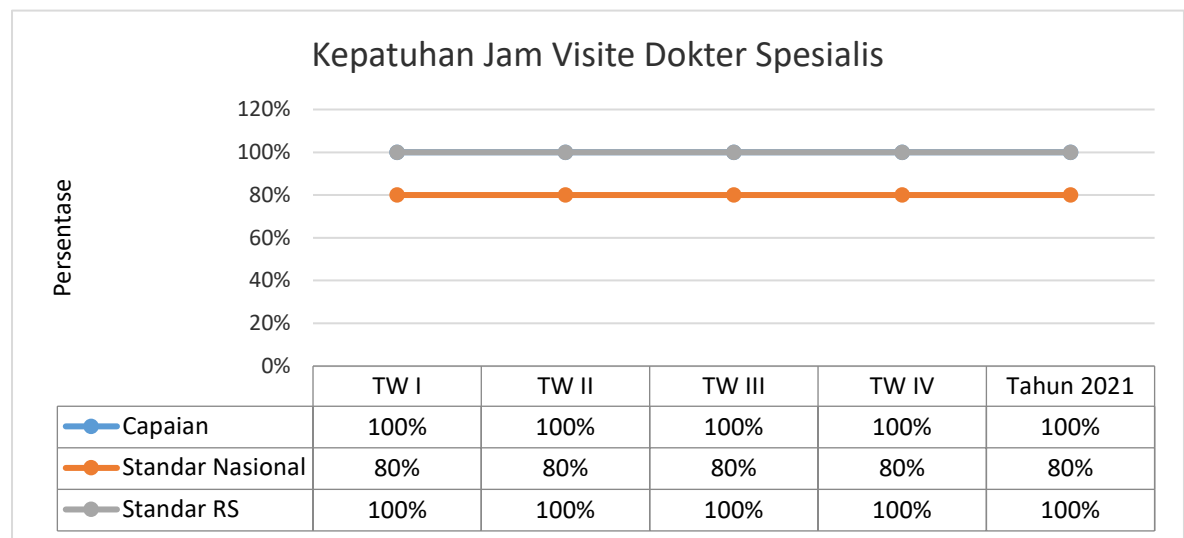 Kepatuhan Jam Visite Dokter Spesialis
Persentase
120%
100%
80%
60%
40%
20%
0%
TW I TW II TW III TW IV Tahun 2021
Capaian 100% 100% 100% 100% 100%
Standar Nasional 80% 80% 80% 80% 80%
Standar RS 100% 100% 100% 100% 100%